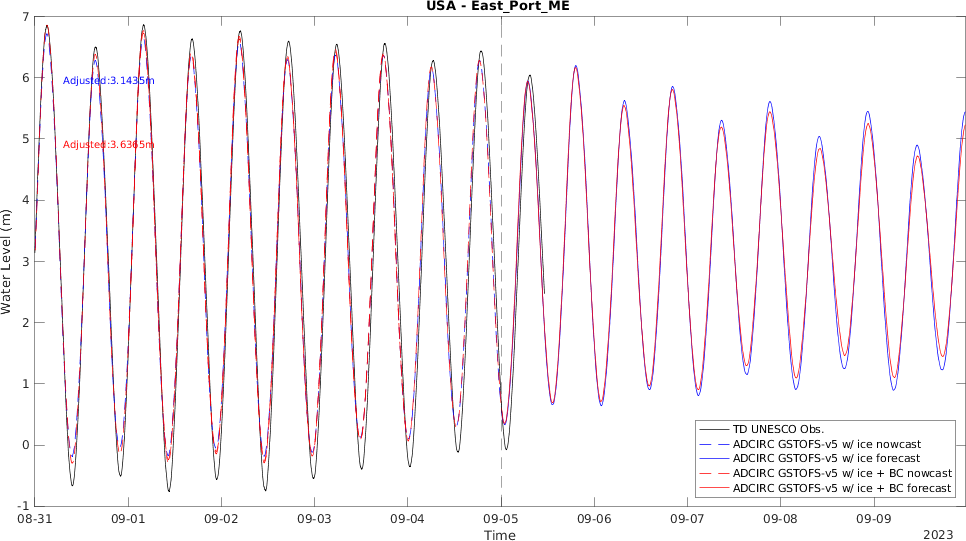 USA - East_Port_ME
7
6
5
4
3
2
1
0
-1
Water Level (m)
Adjusted:3.1435m
Adjusted:3.6365m
TD UNESCO Obs.
ADCIRC GSTOFS-v5 w/ ice nowcast
ADCIRC GSTOFS-v5 w/ ice forecast
ADCIRC GSTOFS-v5 w/ ice + BC nowcast
ADCIRC GSTOFS-v5 w/ ice + BC forecast
08-31 09-01 09-02 09-03 09-04 09-05 09-06 09-07 09-08 09-09
Time
2023